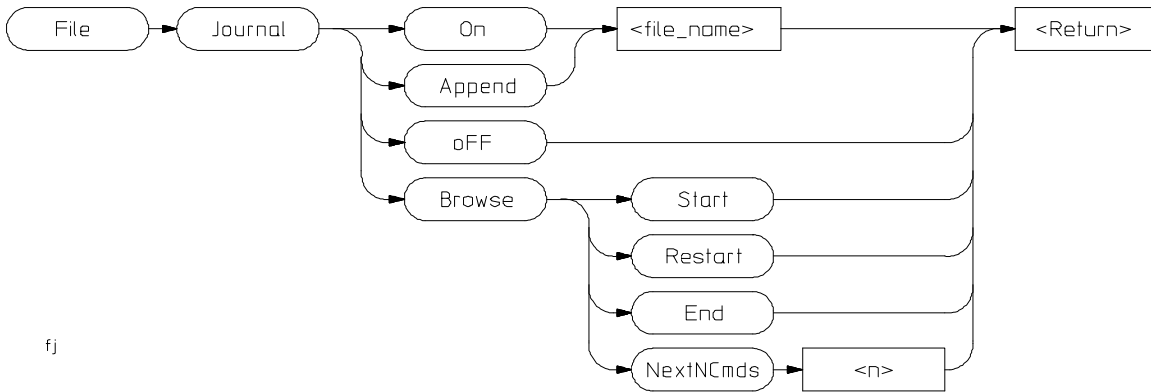 File Journal On <file_name> <Return>
Append
oFF
Browse Start
Restart
End
NextNCmds <n>
fj